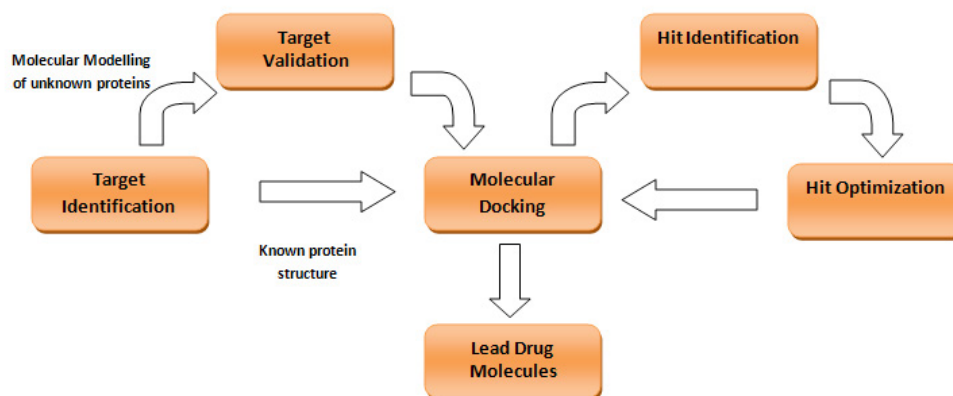 Target
Validation
Hit Identification
Molecular Modelling
of unknown proteins
Target
Identification
Molecular
Docking
Hit Optimization
Known protein
structure
Lead Drug
Molecules